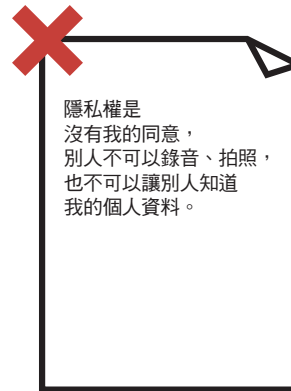 隱私權是
沒有我的同意，
別人不可以錄音、拍照，
也不可以讓別人知道
我的個人資料。